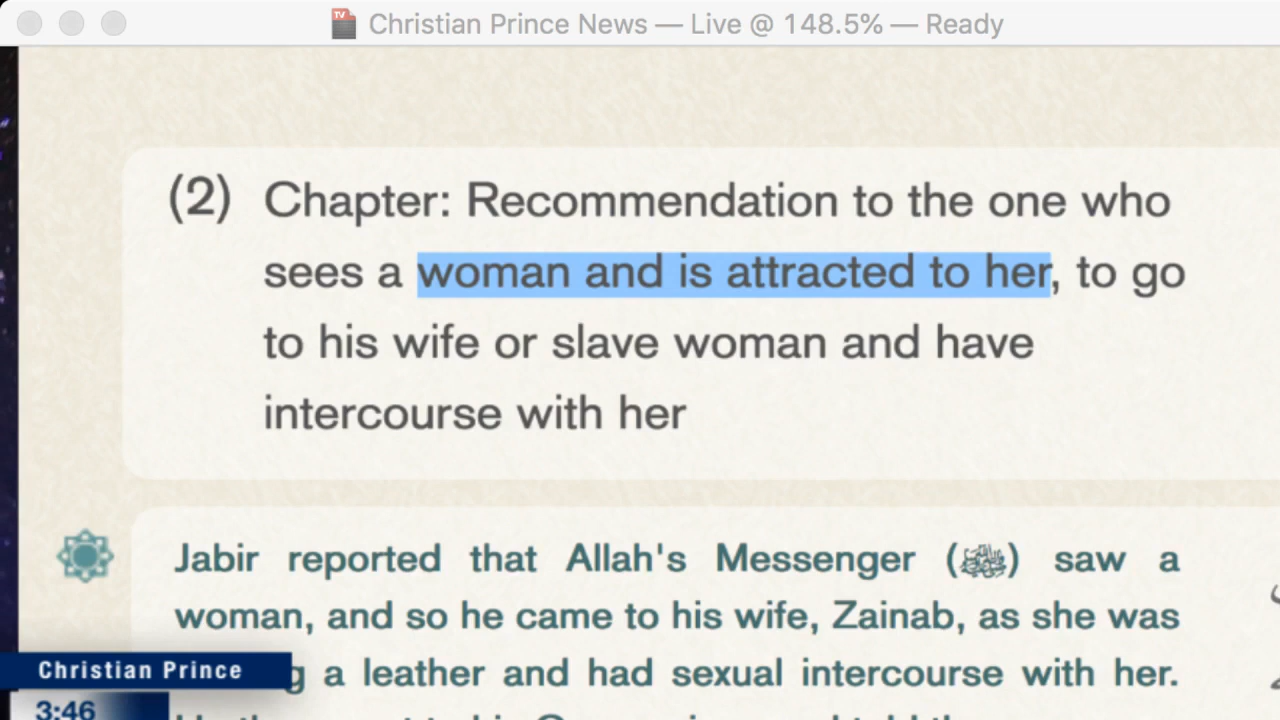 Christian Prince News — Live @ 148.5% — Ready
(2) Chapter: Recommendation to the one who
sees a woman and is attracted to her, to go
to his wife or slave woman and have
intercourse with her
Jabir reported that Allah's Messenger (ﷺ) saw a
woman, and so he came to his wife, Zainab, as she was
a leather and had sexual intercourse with her.
Christian Prince
3:46